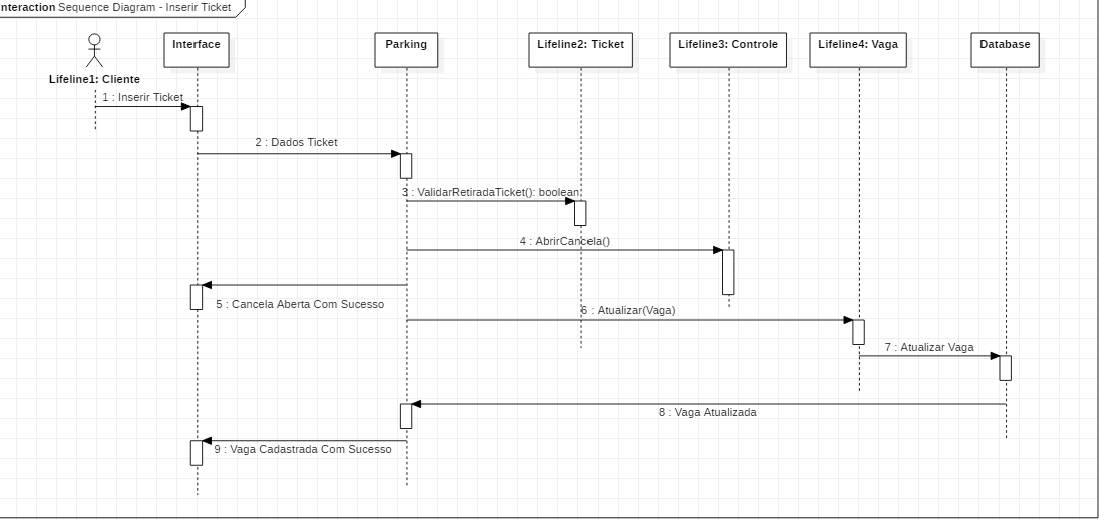 nteraction Sequence Diagram - Inserir Ticket
Interface
Parking
Lifeline2: Ticket
Lifeline3: Controle
Lifeline4: Vaga
Database
Lifeline1: Cliente
1 : Inserir Ticket
2 : Dados Ticket
3 : ValidarRetiradaTicket(): boolean
4 : AbrirCancela()
5 : Cancela Aberta Com Sucesso
6 : Atualizar(Vaga)
7 : Atualizar Vaga
8 : Vaga Atualizada
9 : Vaga Cadastrada Com Sucesso